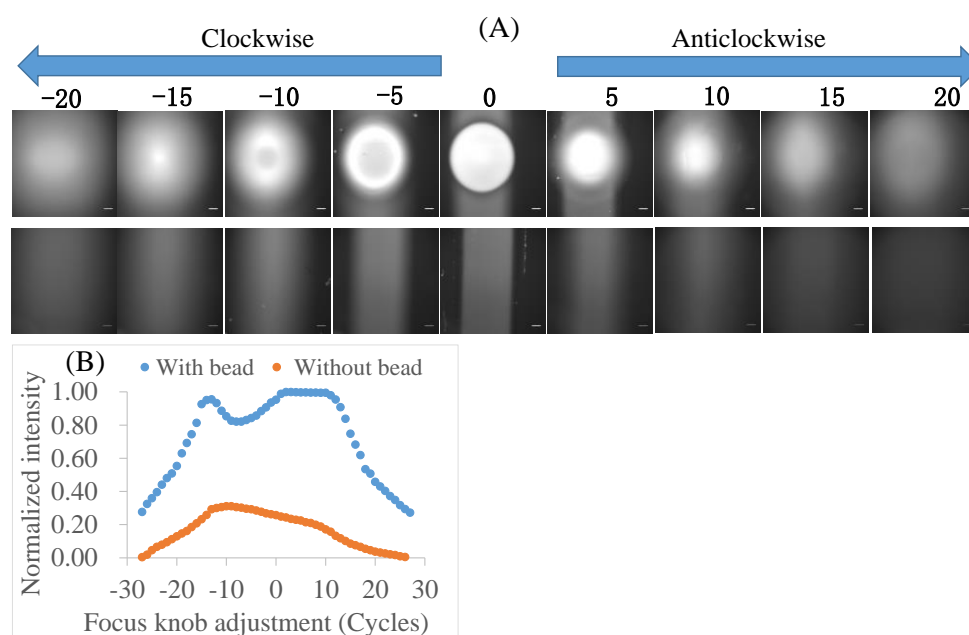 (A)
Clockwise Anticlockwise
-20 -15 -10 -5 0 5 10 15 20
(B)
With bead Without bead
Normalized intensity
1.00
0.80
0.60
0.40
0.20
0.00
-30 -20 -10 0 10 20 30
Focus knob adjustment (Cycles)